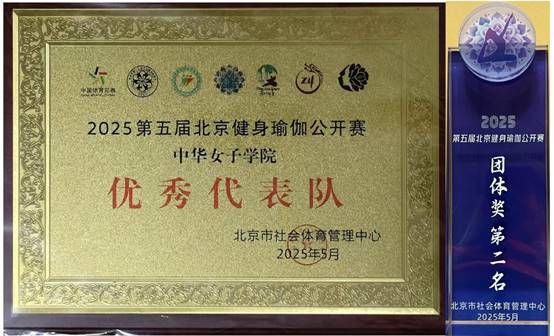 中国体育彩票
2025第五届北京健身瑜伽公开赛
中华女子学院
优秀代表队
北京市社会体育管理中心
2025年5月
2025
第五届北京健身瑜伽公开赛
团体奖 第二名
北京市社会体育管理中心
2025年5月